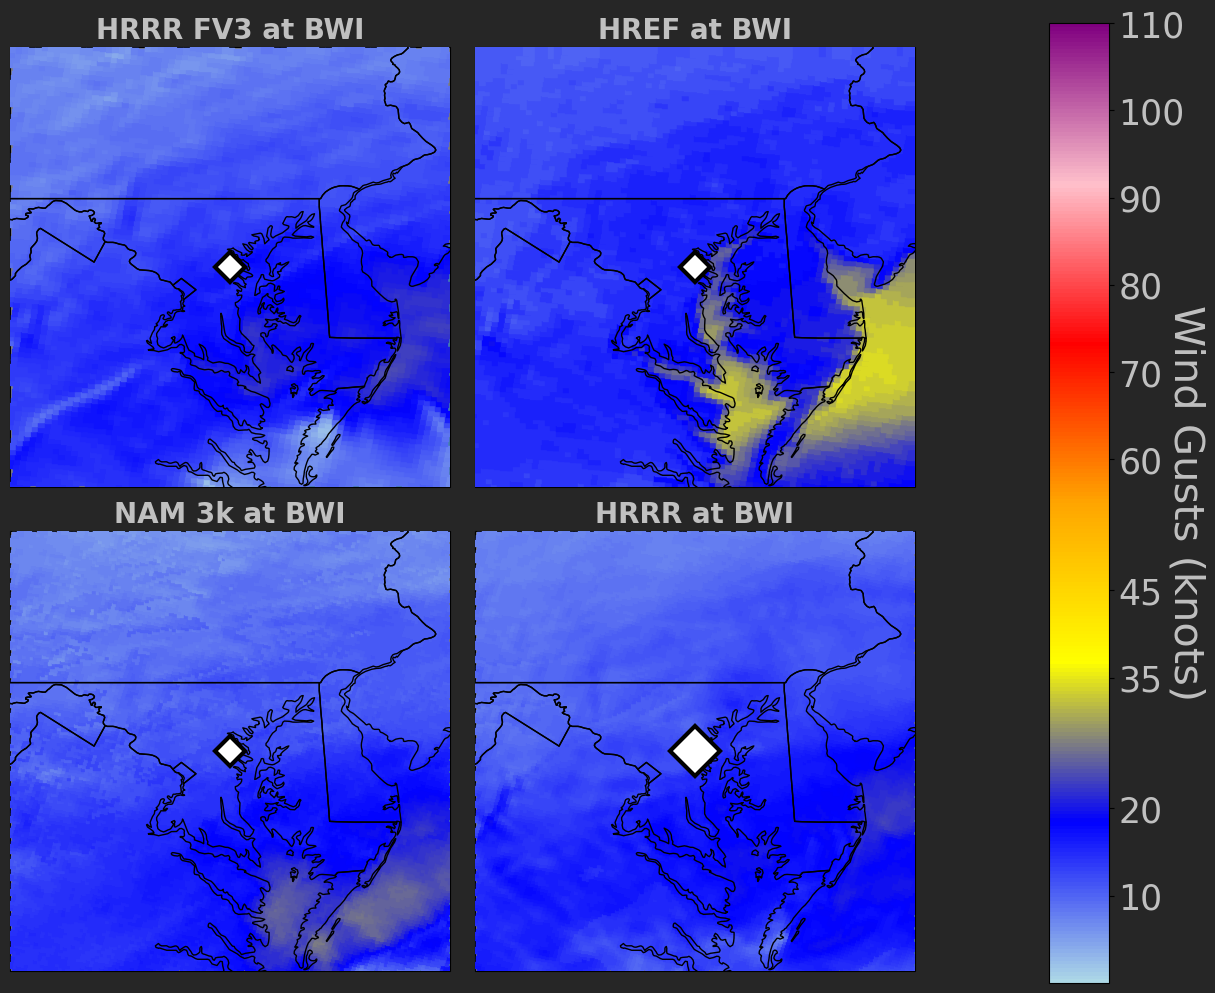 HRRR FV3 at BWI
HREF at BWI
NAM 3k at BWI
HRRR at BWI
110
100
90
80
70
60
45
35
20
10
Wind Gusts (knots)